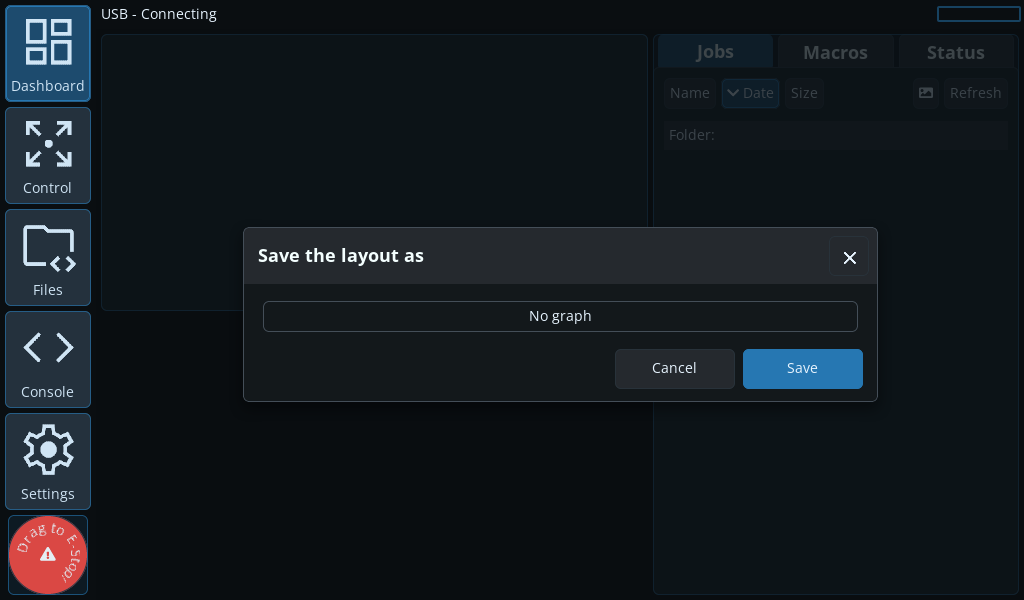 USB - Connecting
Dashboard
Control
Files
Console
Settings
Drag to E-Stop!
Jobs Macros Status
Name Date Size Refresh
Folder:
Save the layout as
No graph
Cancel Save